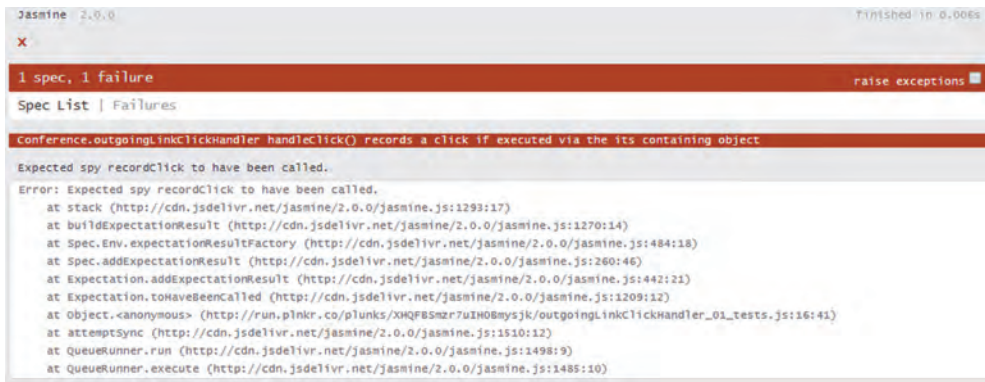 Jasmine 2.0.0
finished in 0.006s
x
1 spec, 1 failure
raise exceptions
Spec List | Failures
Conference.outgoingLinkClickHandler handleClick() records a click if executed via the its containing object
Expected spy recordClick to have been called.
Error: Expected spy recordClick to have been called.
at stack (http://cdn.jsdelivr.net/jasmine/2.0.0/jasmine.js:1293:17)
at buildExpectationResult (http://cdn.jsdelivr.net/jasmine/2.0.0/jasmine.js:1270:14)
at Spec.Env.expectationResultFactory (http://cdn.jsdelivr.net/jasmine/2.0.0/jasmine.js:484:18)
at Spec.addExpectationResult (http://cdn.jsdelivr.net/jasmine/2.0.0/jasmine.js:260:46)
at Expectation.addExpectationResult (http://cdn.jsdelivr.net/jasmine/2.0.0/jasmine.js:442:21)
at Expectation.toHaveBeenCalled (http://cdn.jsdelivr.net/jasmine/2.0.0/jasmine.js:1209:12)
at Object.<anonymous> (http://run.plnkr.co/plunks/XHQFBSmzr7uIHOBmysjk/outgoingLinkClickHandler_01_tests.js:16:41)
at attemptSync (http://cdn.jsdelivr.net/jasmine/2.0.0/jasmine.js:1510:12)
at QueueRunner.run (http://cdn.jsdelivr.net/jasmine/2.0.0/jasmine.js:1498:9)
at QueueRunner.execute (http://cdn.jsdelivr.net/jasmine/2.0.0/jasmine.js:1485:10)